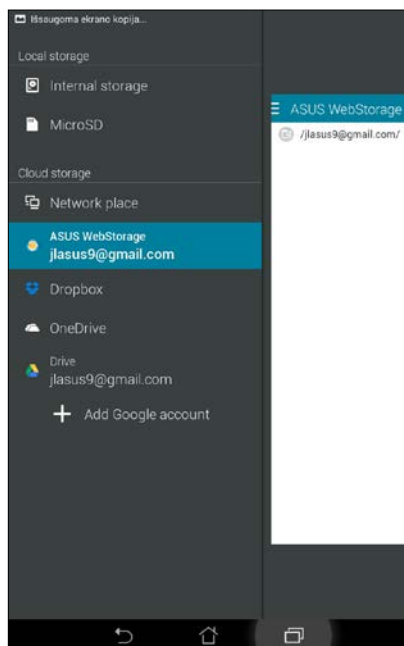 Išsaugoma ekrano kopija...
Local storage
Internal storage
MicroSD
Cloud storage
Network place
ASUS WebStorage
jlasus9@gmail.com
Dropbox
OneDrive
Drive
jlasus9@gmail.com
Add Google account
ASUS WebStorage
/jlasus9@gmail.com/